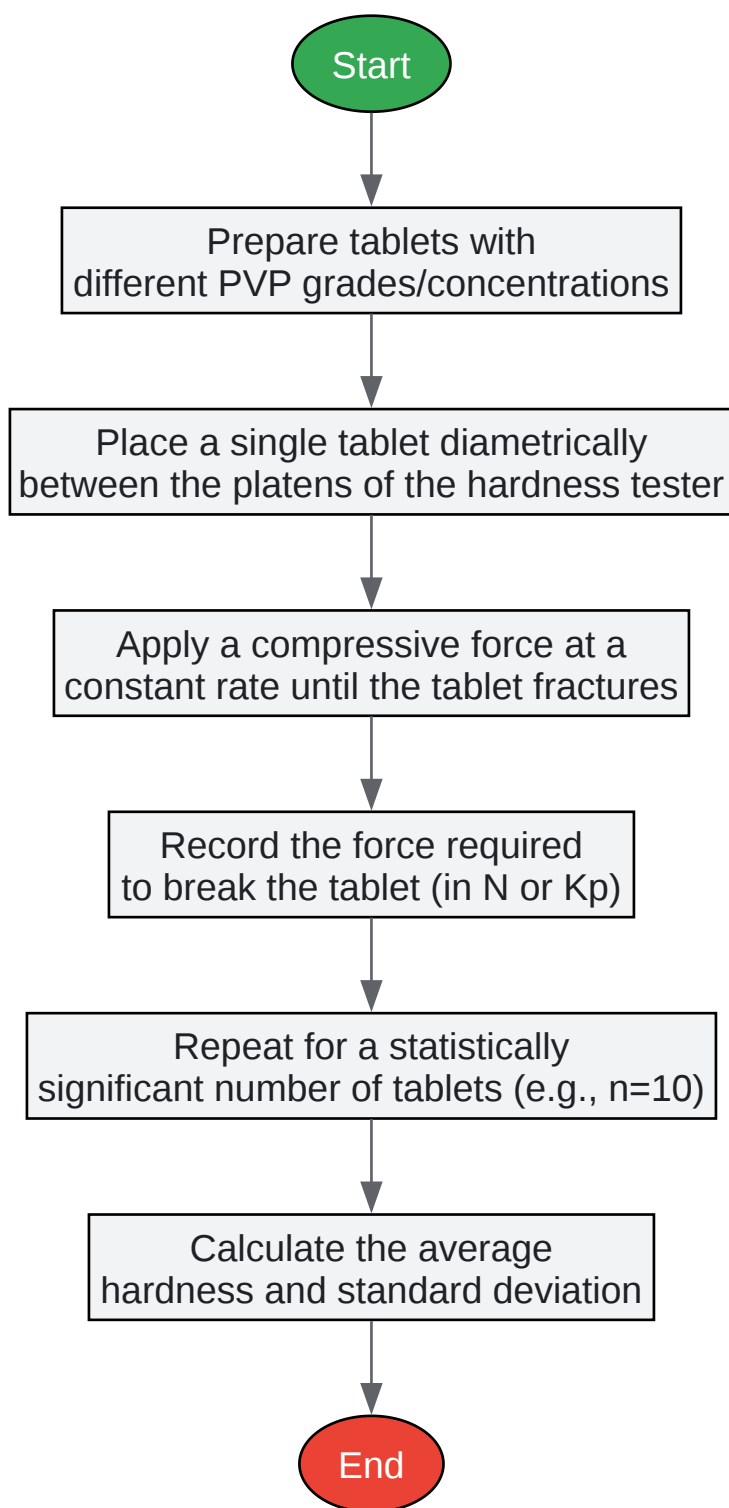 Start
Prepare tablets with
different PVP grades/concentrations
Place a single tablet diametrically
between the platens of the hardness tester
Apply a compressive force at a
constant rate until the tablet fractures
Record the force required
to break the tablet (in N or Kp)
Repeat for a statistically
significant number of tablets (e.g., n=10)
Calculate the average
hardness and standard deviation
End